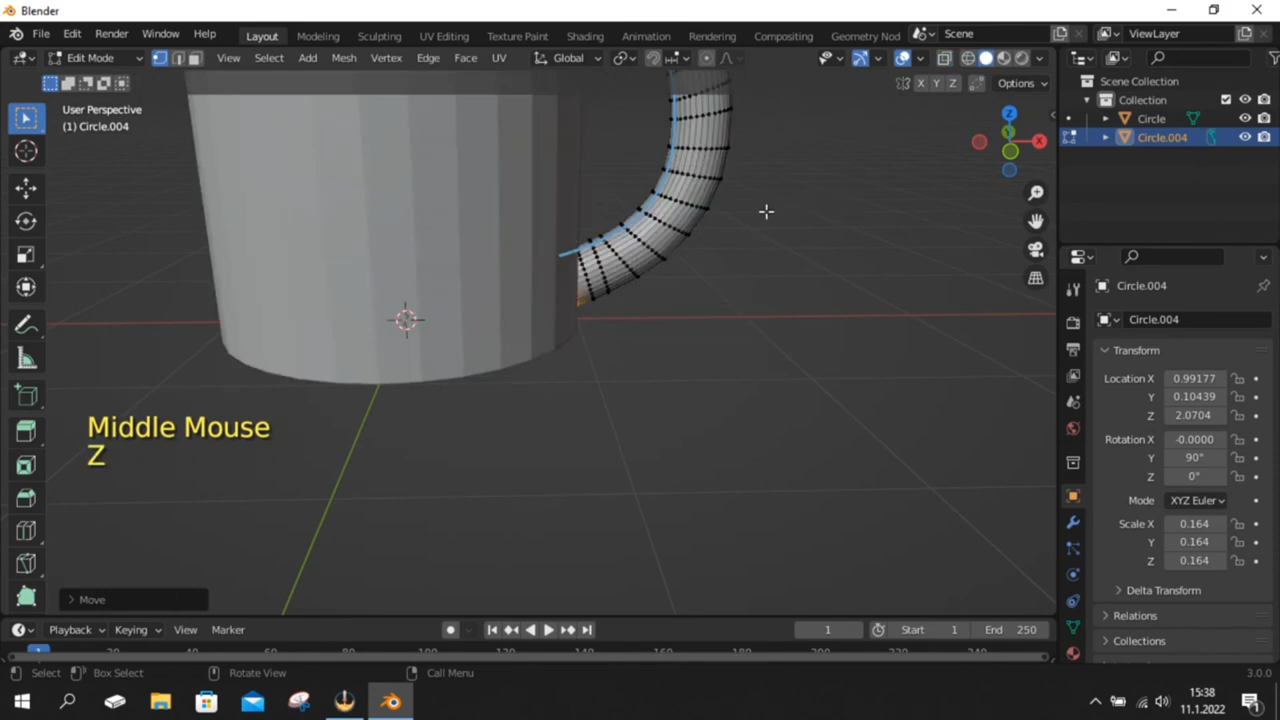 Blender
File Edit Render Window Help Layout Modeling Sculpting UV Editing Texture Paint Shading Animation Rendering Compositing Geometry Nod Scene ViewLayer
Edit Mode View Select Add Mesh Vertex Edge Face UV Global
X Y Z Options
User Perspective
(1) Circle.004
Z
X
Scene Collection
Collection
Circle
Circle.004
Circle.004
Circle.004
Transform
Location X 0.99177
Y 0.10439
Z 2.0704
Rotation X -0.0000
Y 90°
Z 0°
Mode XYZ Euler
Scale X 0.164
Y 0.164
Z 0.164
Delta Transform
Relations
Collections
Middle Mouse
Z
Move
Playback Keying View Marker 1 Start 1 End 250
Select Box Select Rotate View Call Menu 3.0.0
15:38
11.1.2022